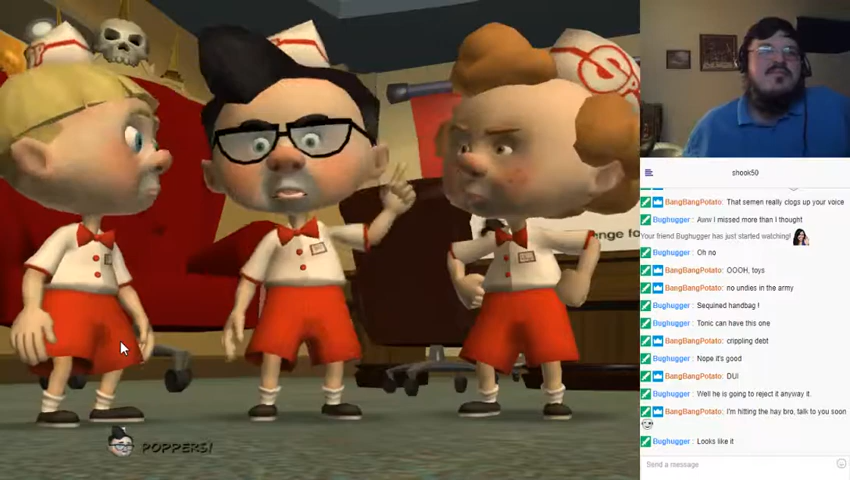 POPPERS!
nge fo
shook50
BangBangPotato: That semen really clogs up your voice
Bughugger: Aww I missed more than I thought
Your friend Bughugger has just started watching!
Bughugger: Oh no
BangBangPotato: OOOH, toys
BangBangPotato: no undies in the army
Bughugger: Sequined handbag !
Bughugger: Tonic can have this one
BangBangPotato: crippling debt
Bughugger: Nope it's good
BangBangPotato: DUI
Bughugger: Well he is going to reject it anyway it.
BangBangPotato: I'm hitting the hay bro, talk to you soon
Bughugger: Looks like it
Send a message